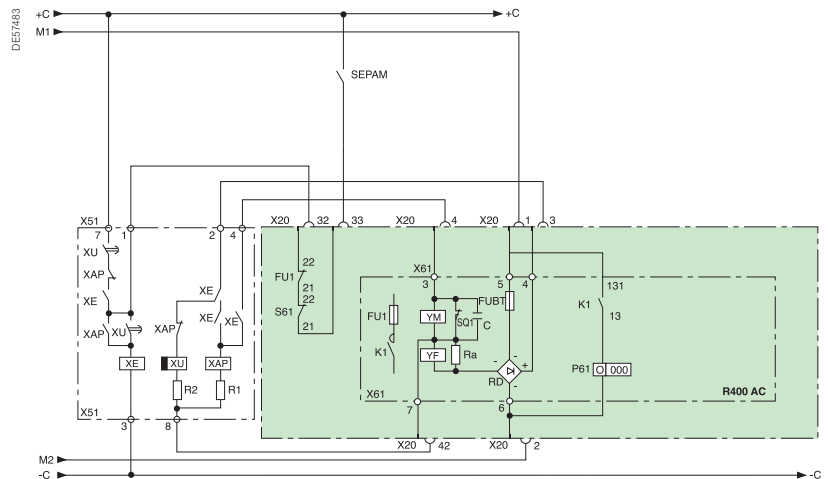 DE57483
+C
+C
M1
SEPAM
X51
7
1
2
4
X20
32
33
X20
4
X20
1
3
XU
XAP
XE
XAP
XU
XE
XAP
XE
XE
XE
XU
XAP
R2
R1
X51
3
8
FU1
22
21
S61
22
21
X61
3
5
4
131
FU1
K1
YM
SQ1
C
YF
Ra
FUBT
K1
13
-
-
+
-
RD
P61
000
X61
7
6
R400 AC
X20
42
X20
2
M2
-C
-C